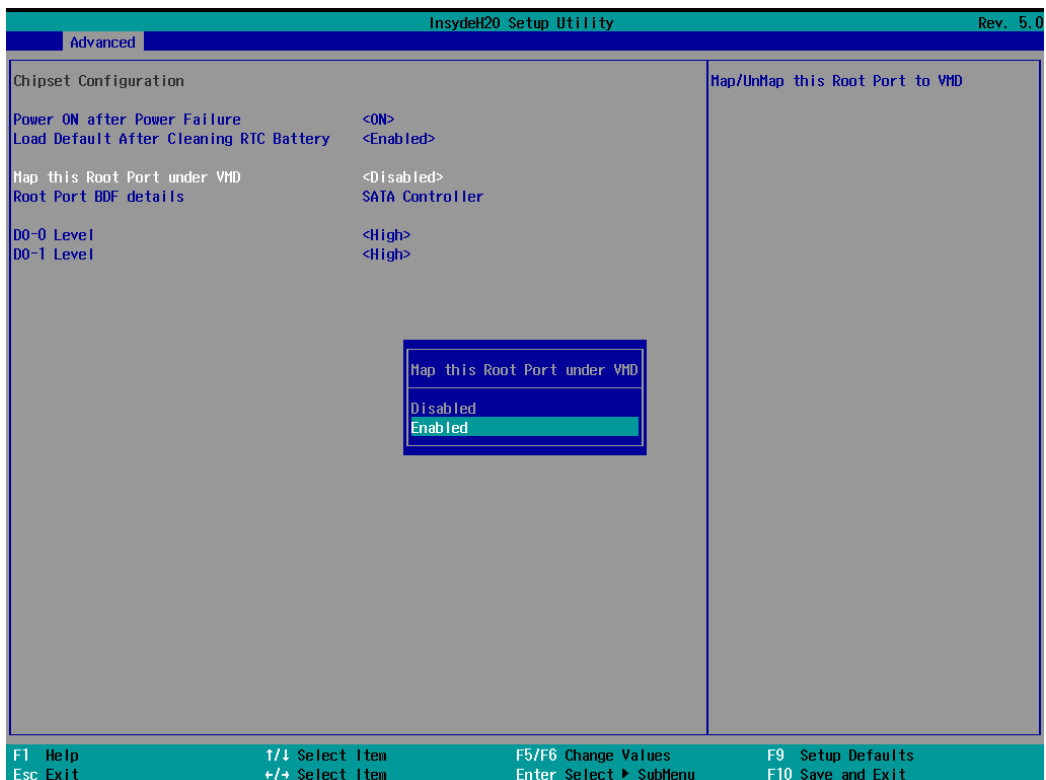 InsydeH20 Setup Utility Rev. 5.0
Advanced
Chipset Configuration
Map/UnMap this Root Port to VMD
Power ON after Power Failure <ON>
Load Default After Cleaning RTC Battery <Enabled>
Map this Root Port under VMD <Disabled>
Root Port BDF details SATA Controller
DO-0 Level <High>
DO-1 Level <High>
Map this Root Port under VMD
Disabled
Enabled
F1 Help ↑/↓ Select Item F5/F6 Change Values F9 Setup Defaults
Esc Exit ←/→ Select Item Enter Select ▶ SubMenu F10 Save and Exit